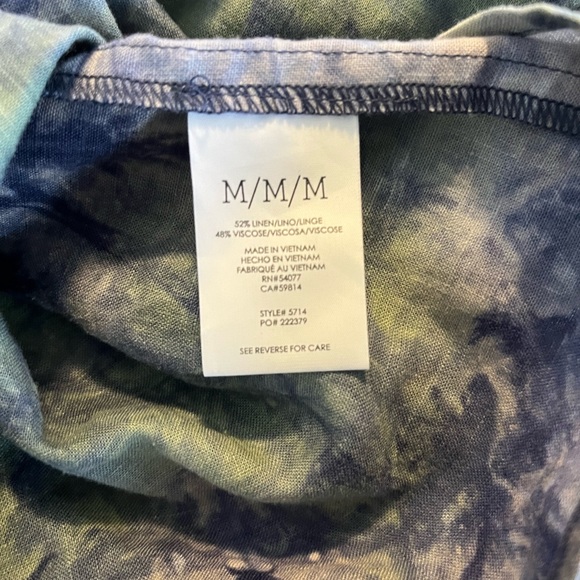 M/M/M
52% LINEN/LINO/LINGE
48% VISCOSE/VISCOSA/VISCOSE
MADE IN VIETNAM
HECHO EN VIETNAM
FABRIQUÉ AU VIETNAM
RN#54077
CA#59814
STYLE# 5714
PO# 222379
SEE REVERSE FOR CARE